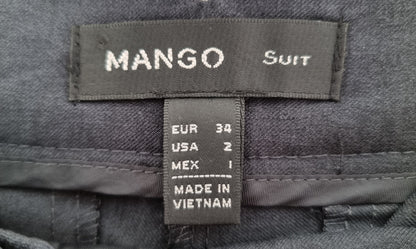 MANGO SUIT
EUR 34
USA 2
MEX 1
MADE IN
VIETNAM